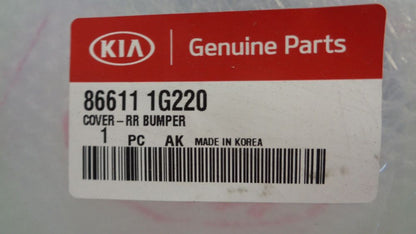 KIA Genuine Parts
86611 1G220
COVER-RR BUMPER
1 PC AK MADE IN KOREA